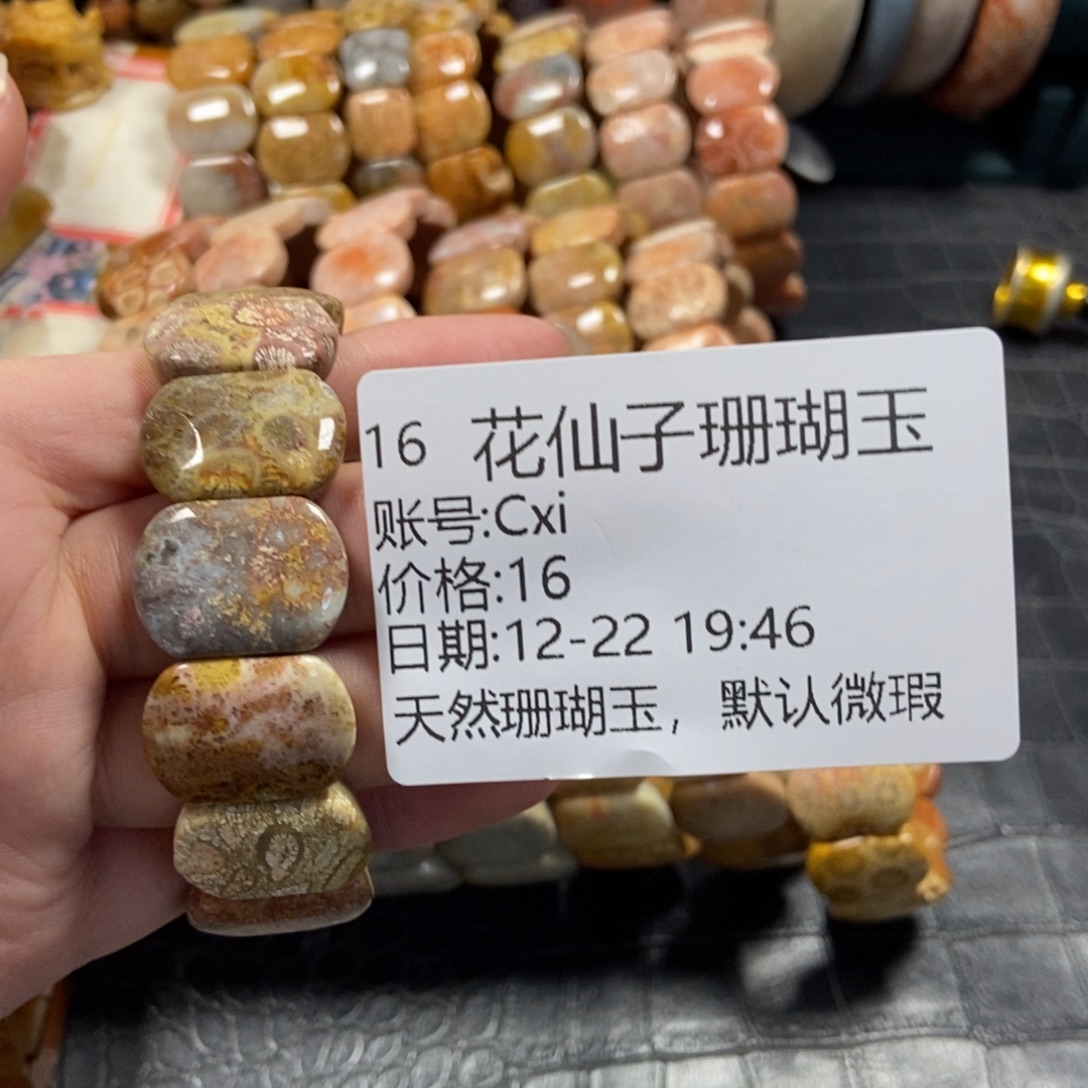 16 花仙子珊瑚玉
账号:Cxi
价格:16
日期:12-22 19:46
天然珊瑚玉，默认微瑕